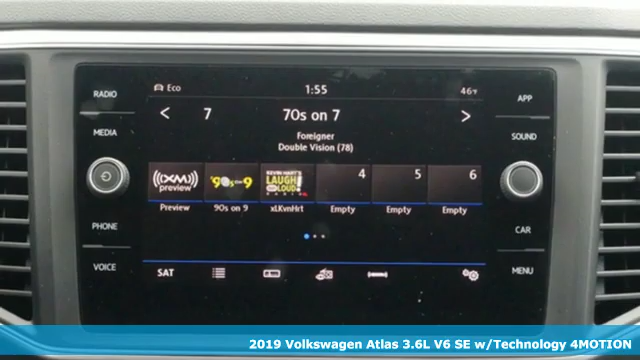 RADIO
MEDIA
PHONE
VOICE
Eco
1:55
46°F
7
70s on 7
Foreigner
Double Vision (78)
((XM))
preview
90s on 9
KEVIN HART'S
LAUGH
OUT
LOUD!
RADIO
4
5
6
Preview
90s on 9
xLKvnHrt
Empty
Empty
Empty
SAT
APP
SOUND
CAR
MENU
2019 Volkswagen Atlas 3.6L V6 SE w/Technology 4MOTION